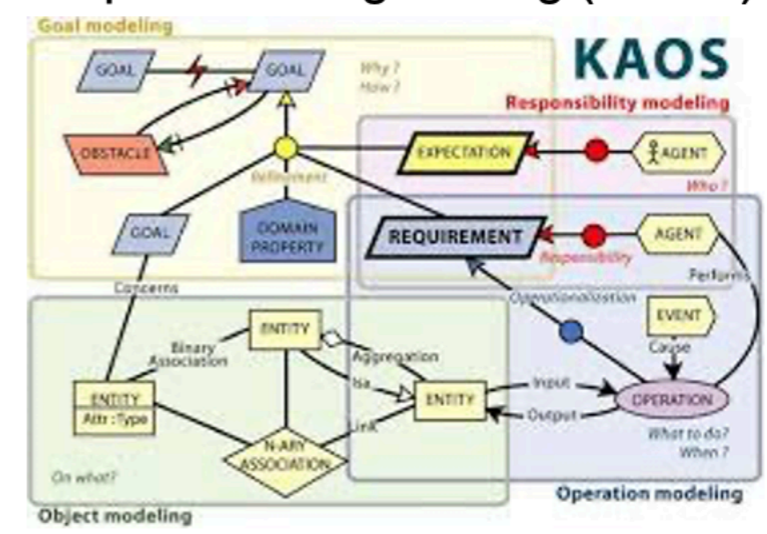 Goal modeling
KAOS
GOAL
GOAL
Why ?
How ?
Responsibility modeling
OBSTACLE
EXPECTATION
AGENT
Refinement
Who ?
GOAL
DOMAIN
PROPERTY
REQUIREMENT
AGENT
Responsibility
Performs
Concerns
Operationalization
EVENT
ENTITY
Binary
Association
Aggregation
Cause
Isa
ENTITY
Attr :Type
ENTITY
Input
OPERATION
Output
Link
N-ARY
ASSOCIATION
What to do?
When ?
On what?
Operation modeling
Object modeling